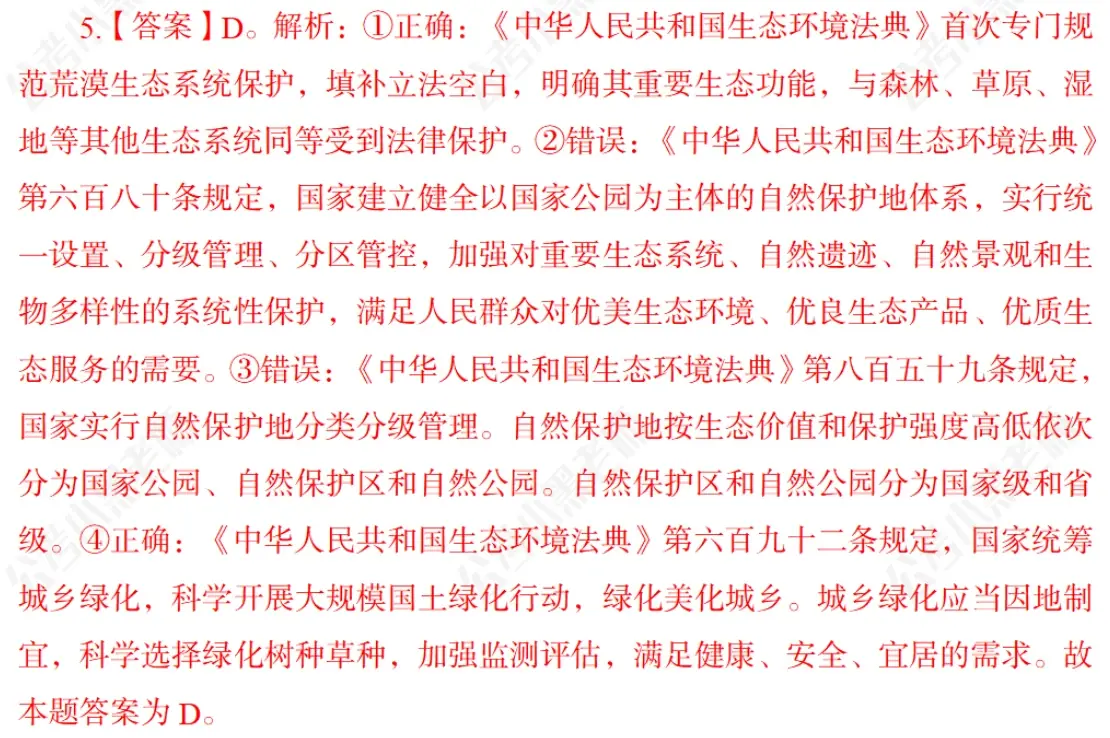 5.【答案】D。解析：①正确：《中华人民共和国生态环境法典》首次专门规
范荒漠生态系统保护，填补立法空白，明确其重要生态功能，与森林、草原、湿
地等其他生态系统同等受到法律保护。②错误：《中华人民共和国生态环境法典》
第六百八十条规定，国家建立健全以国家公园为主体的自然保护地体系，实行统
一设置、分级管理、分区管控，加强对重要生态系统、自然遗迹、自然景观和生
物多样性的系统性保护，满足人民群众对优美生态环境、优良生态产品、优质生
态服务的需要。③错误：《中华人民共和国生态环境法典》第八百五十九条规定，
国家实行自然保护地分类分级管理。自然保护地按生态价值和保护强度高低依次
分为国家公园、自然保护区和自然公园。自然保护区和自然公园分为国家级和省
级。④正确：《中华人民共和国生态环境法典》第六百九十二条规定，国家统筹
城乡绿化，科学开展大规模国土绿化行动，绿化美化城乡。城乡绿化应当因地制
宜，科学选择绿化树种草种，加强监测评估，满足健康、安全、宜居的需求。故
本题答案为 D。